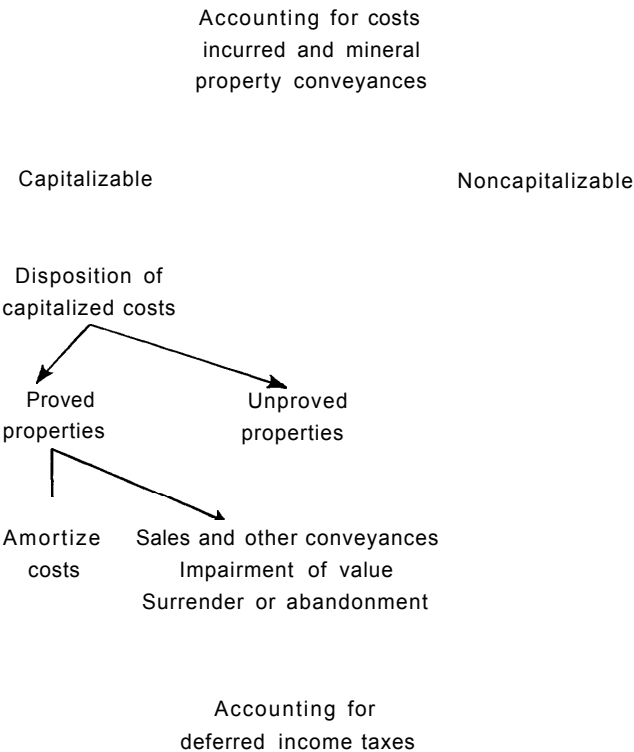 Accounting for costs
incurred and mineral
property conveyances
Capitalizable
Noncapitalizable
Disposition of
capitalized costs
Proved
properties
Unproved
properties
Amortize
costs
Sales and other conveyances
Impairment of value
Surrender or abandonment
Accounting for
deferred income taxes